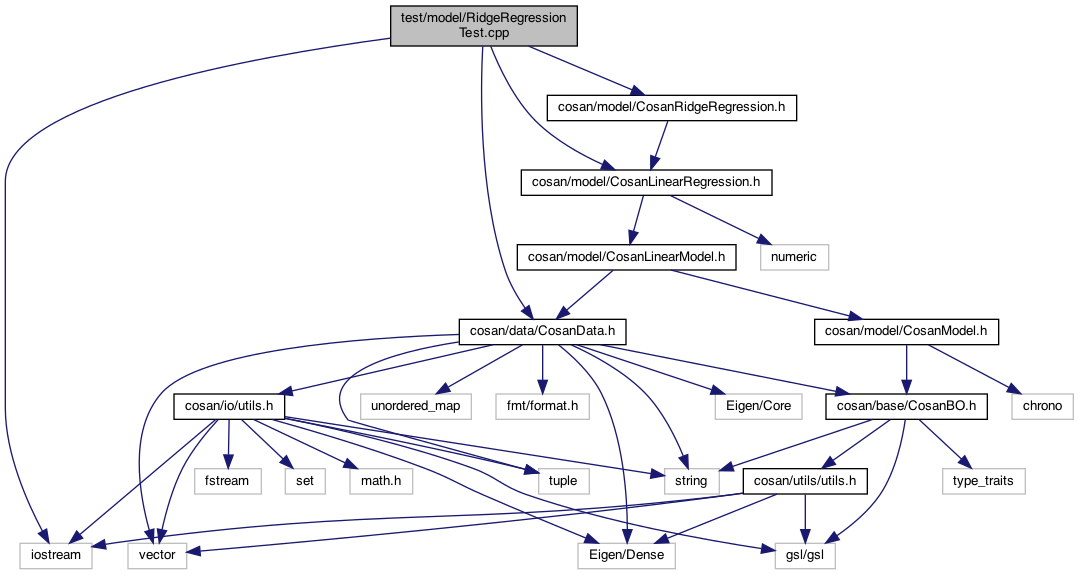 test/model/RidgeRegression
Test.cpp
cosan/model/CosanRidgeRegression.h
cosan/model/CosanLinearRegression.h
cosan/model/CosanLinearModel.h
numeric
cosan/data/CosanData.h
cosan/model/CosanModel.h
cosan/io/utils.h
unordered_map
fmt/format.h
Eigen/Core
cosan/base/CosanBO.h
chrono
fstream
set
math.h
tuple
string
cosan/utils/utils.h
type_traits
iostream
vector
Eigen/Dense
gsl/gsl